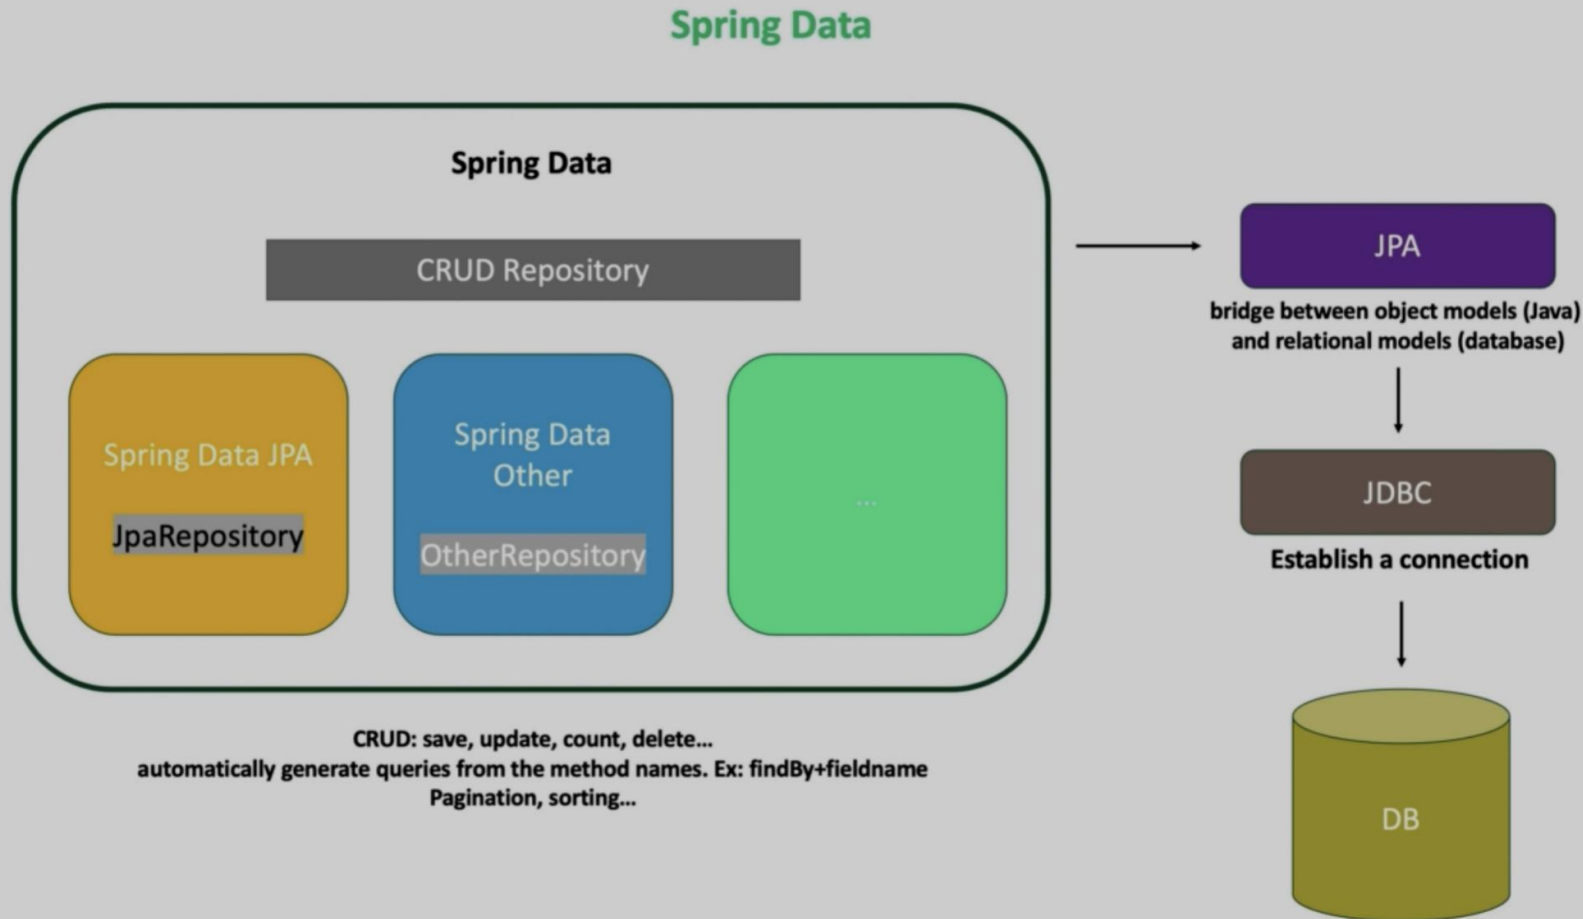 Spring Data
Spring Data
CRUD Repository
Spring Data JPA
JpaRepository
Spring Data
Other
OtherRepository
...
CRUD: save, update, count, delete...
automatically generate queries from the method names. Ex: findBy+fieldname
Pagination, sorting...
JPA
bridge between object models (Java)
and relational models (database)
JDBC
Establish a connection
DB